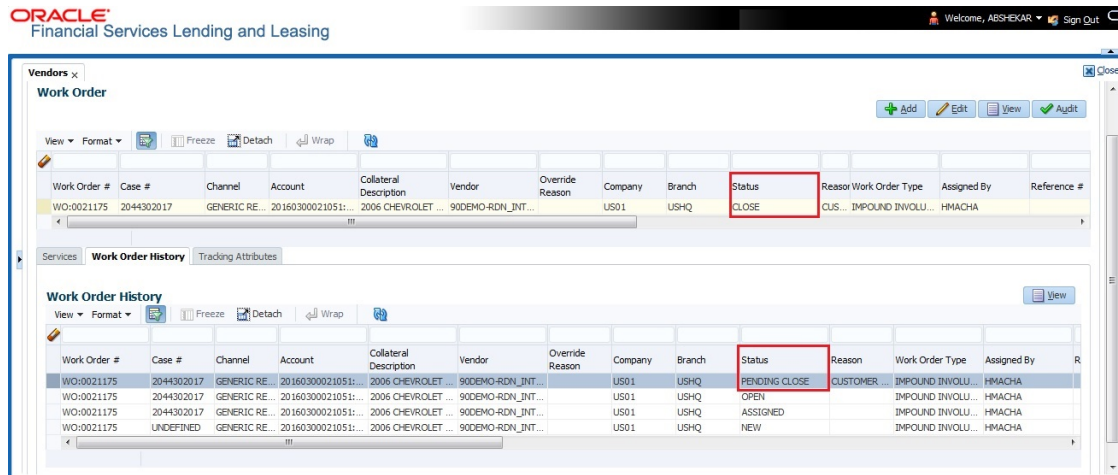 ORACLE
Financial Services Lending and Leasing
Welcome, ABSHEKAR Sign Out
Vendors x Close
Work Order
Add Edit View Audit
View Format Freeze Detach Wrap
Work Order # Case # Channel Account Collateral Description Vendor Override Reason Company Branch Status Reason Work Order Type Assigned By Reference #
WO:0021175 2044302017 GENERIC RE... 20160300021051:... 2006 CHEVROLET ... 90DEMO-RDN_INT... US01 USHQ CLOSE CUS... IMPOUND INVOLU... HMACHA
Services Work Order History Tracking Attributes
Work Order History
View
View Format Freeze Detach Wrap
Work Order # Case # Channel Account Collateral Description Vendor Override Reason Company Branch Status Reason Work Order Type Assigned By R
WO:0021175 2044302017 GENERIC RE... 20160300021051:... 2006 CHEVROLET ... 90DEMO-RDN_INT... US01 USHQ PENDING CLOSE CUSTOMER ... IMPOUND INVOLU... HMACHA
WO:0021175 2044302017 GENERIC RE... 20160300021051:... 2006 CHEVROLET ... 90DEMO-RDN_INT... US01 USHQ OPEN IMPOUND INVOLU... HMACHA
WO:0021175 2044302017 GENERIC RE... 20160300021051:... 2006 CHEVROLET ... 90DEMO-RDN_INT... US01 USHQ ASSIGNED IMPOUND INVOLU... HMACHA
WO:0021175 UNDEFINED GENERIC RE... 20160300021051:... 2006 CHEVROLET ... 90DEMO-RDN_INT... US01 USHQ NEW IMPOUND INVOLU... HMACHA